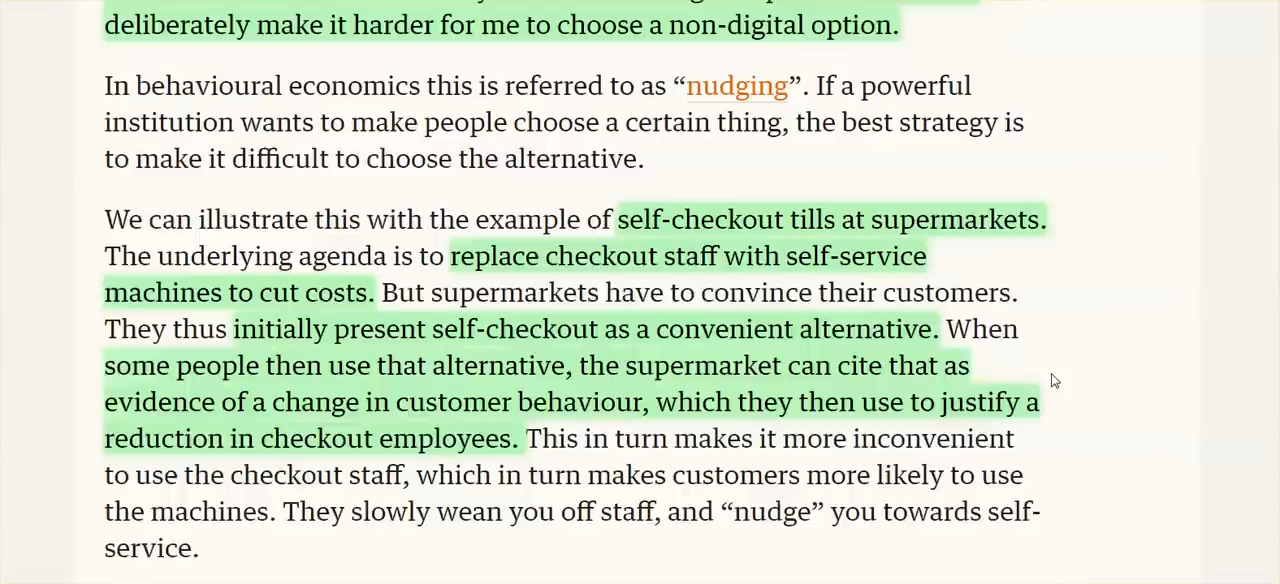 deliberately make it harder for me to choose a non-digital option.
In behavioural economics this is referred to as “nudging”. If a powerful
institution wants to make people choose a certain thing, the best strategy is
to make it difficult to choose the alternative.
We can illustrate this with the example of self-checkout tills at supermarkets.
The underlying agenda is to replace checkout staff with self-service
machines to cut costs. But supermarkets have to convince their customers.
They thus initially present self-checkout as a convenient alternative. When
some people then use that alternative, the supermarket can cite that as
evidence of a change in customer behaviour, which they then use to justify a
reduction in checkout employees. This in turn makes it more inconvenient
to use the checkout staff, which in turn makes customers more likely to use
the machines. They slowly wean you off staff, and “nudge” you towards self-
service.